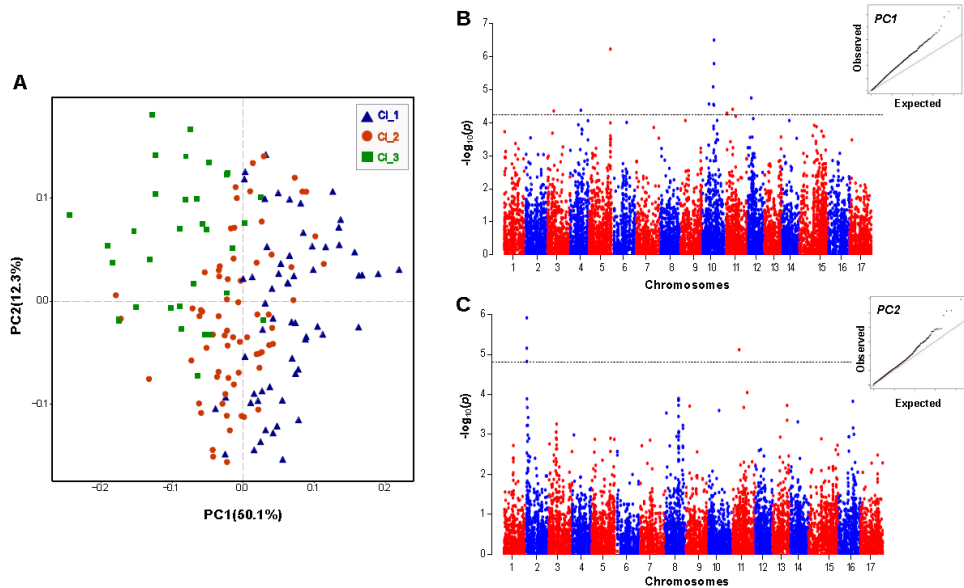 A
Cl_1
Cl_2
Cl_3
0.1
0.0
−0.1
−0.2
−0.1
0.0
0.1
0.2
PC2(12.3%)
PC1(50.1%)
B
7
6
5
4
3
2
1
0
-log10(p)
1 2 3 4 5 6 7 8 9 10 11 12 13 14 15 16 17
Chromosomes
PC1
Observed
Expected
C
6
5
4
3
2
1
0
-log10(p)
1 2 3 4 5 6 7 8 9 10 11 12 13 14 15 16 17
Chromosomes
PC2
Observed
Expected